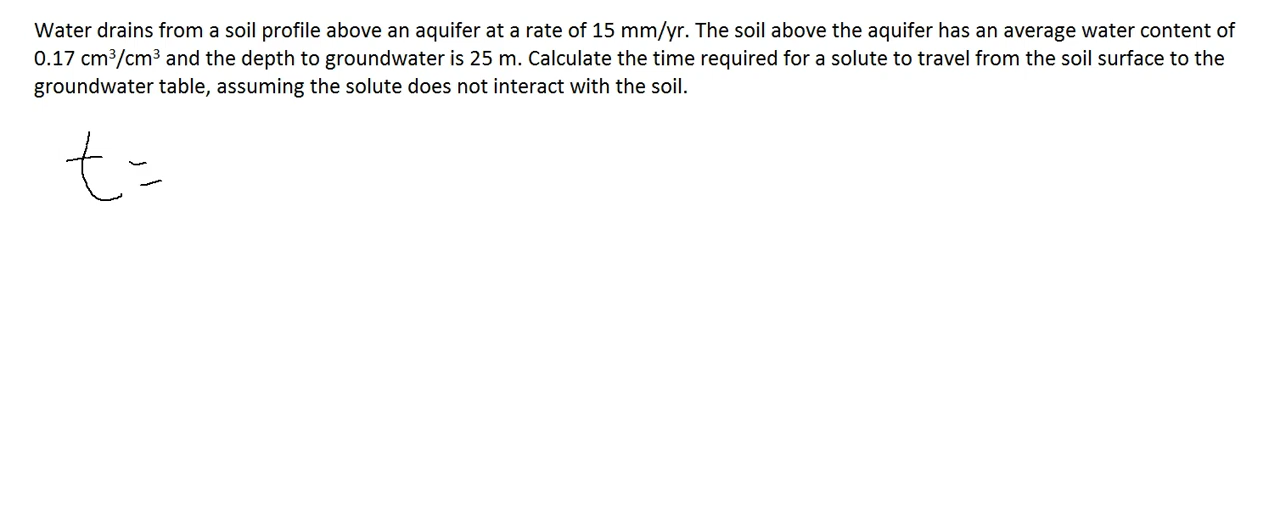 Water drains from a soil profile above an aquifer at a rate of 15 mm/yr. The soil above the aquifer has an average water content of
0.17 cm³/cm³ and the depth to groundwater is 25 m. Calculate the time required for a solute to travel from the soil surface to the
groundwater table, assuming the solute does not interact with the soil.
t =